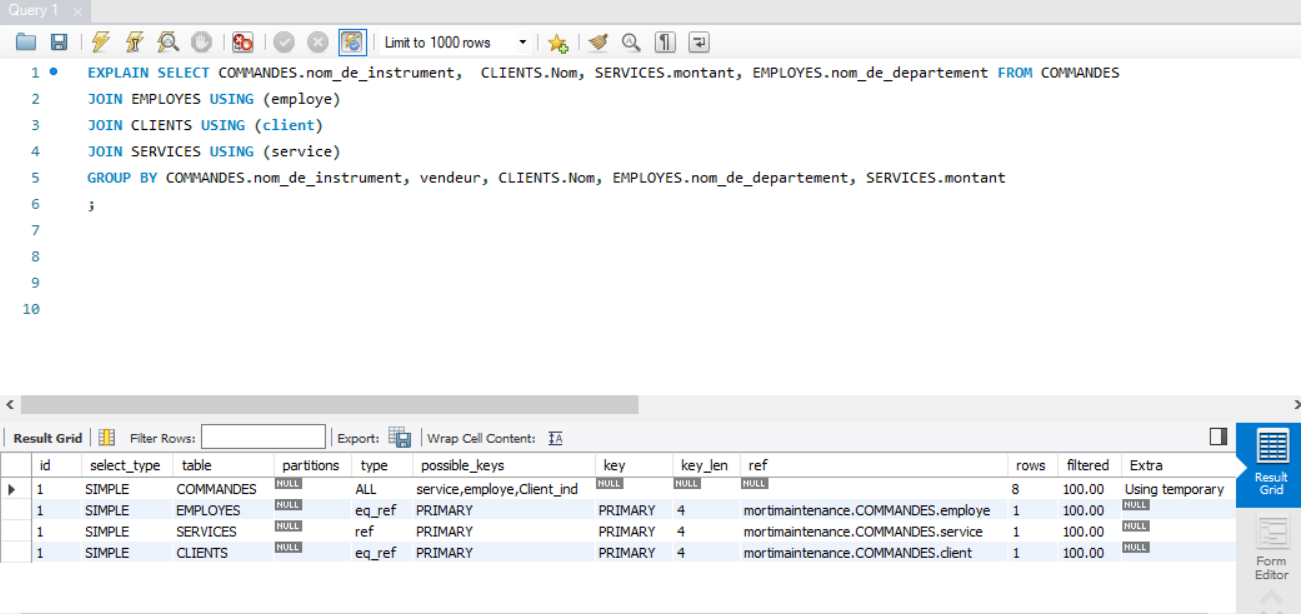 Query 1
Limit to 1000 rows
1 EXPLAIN SELECT COMMANDES.nom_de_instrument,  CLIENTS.Nom, SERVICES.montant, EMPLOYES.nom_de_departement FROM COMMANDES
2 JOIN EMPLOYES USING (employe)
3 JOIN CLIENTS USING (client)
4 JOIN SERVICES USING (service)
5 GROUP BY COMMANDES.nom_de_instrument, vendeur, CLIENTS.Nom, EMPLOYES.nom_de_departement, SERVICES.montant
6 ;
7
8
9
10
Result Grid Filter Rows: Export: Wrap Cell Content: IA
id select_type table partitions type possible_keys key key_len ref rows filtered Extra
1 SIMPLE COMMANDES NULL ALL service,employe,Client_ind NULL NULL NULL 8 100.00 Using temporary
1 SIMPLE EMPLOYES NULL eq_ref PRIMARY PRIMARY 4 mortimaintenance.COMMANDES.employe 1 100.00 NULL
1 SIMPLE SERVICES NULL ref PRIMARY PRIMARY 4 mortimaintenance.COMMANDES.service 1 100.00 NULL
1 SIMPLE CLIENTS NULL eq_ref PRIMARY PRIMARY 4 mortimaintenance.COMMANDES.client 1 100.00 NULL
Result
Grid
Form
Editor